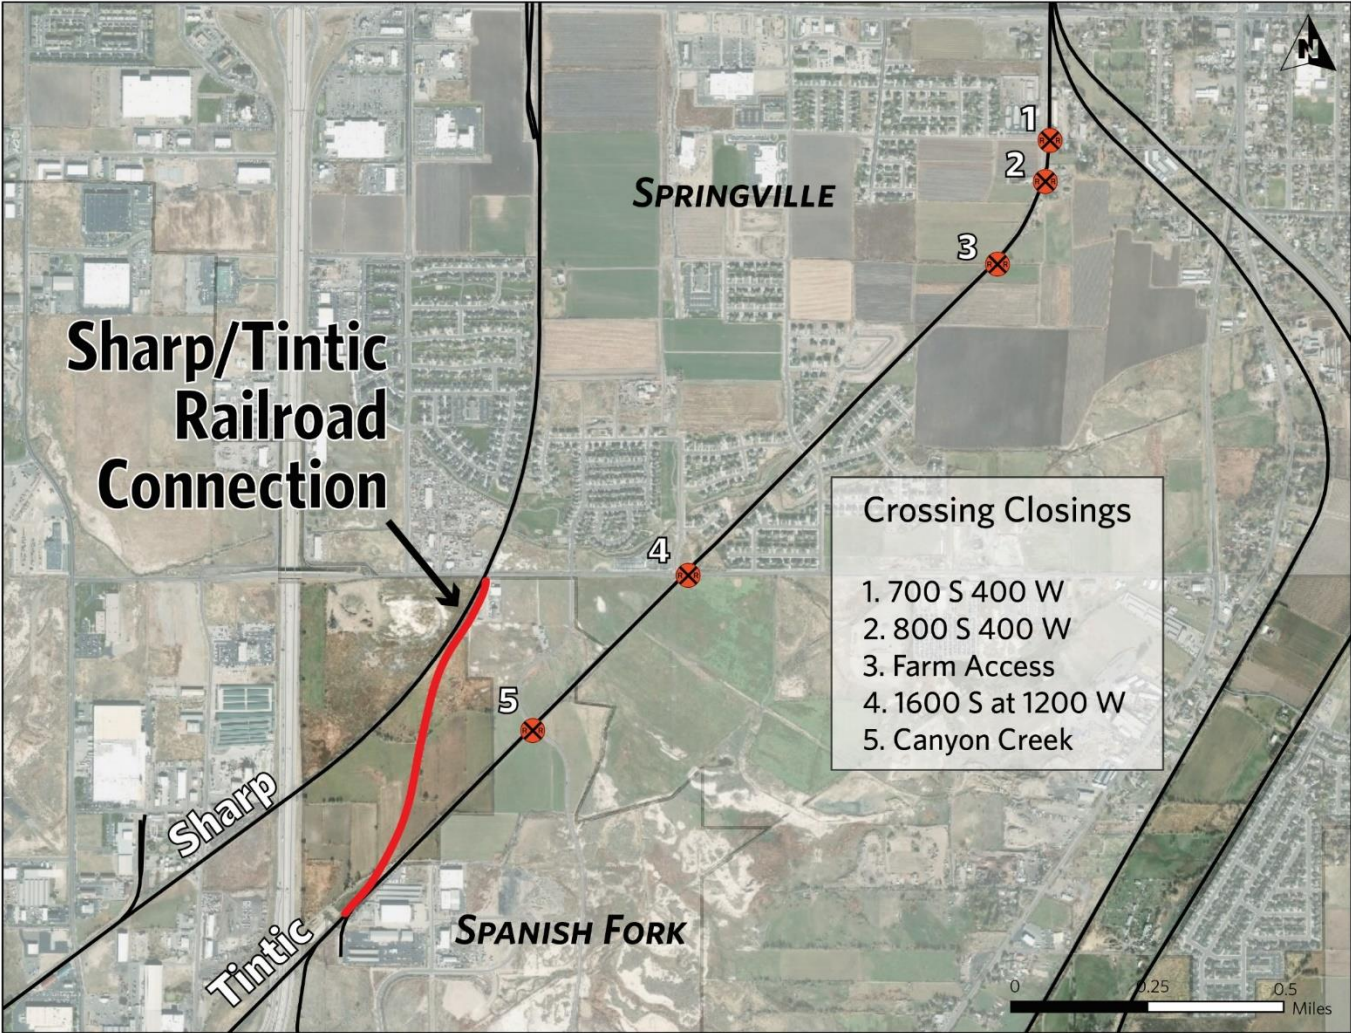 N
1
2
SPRINGVILLE
3
Sharp/Tintic
Railroad
Connection
4
Crossing Closings
1. 700 S 400 W
2. 800 S 400 W
3. Farm Access
4. 1600 S at 1200 W
5. Canyon Creek
5
Sharp
SPANISH FORK
Tintic
0 0.25 0.5
Miles